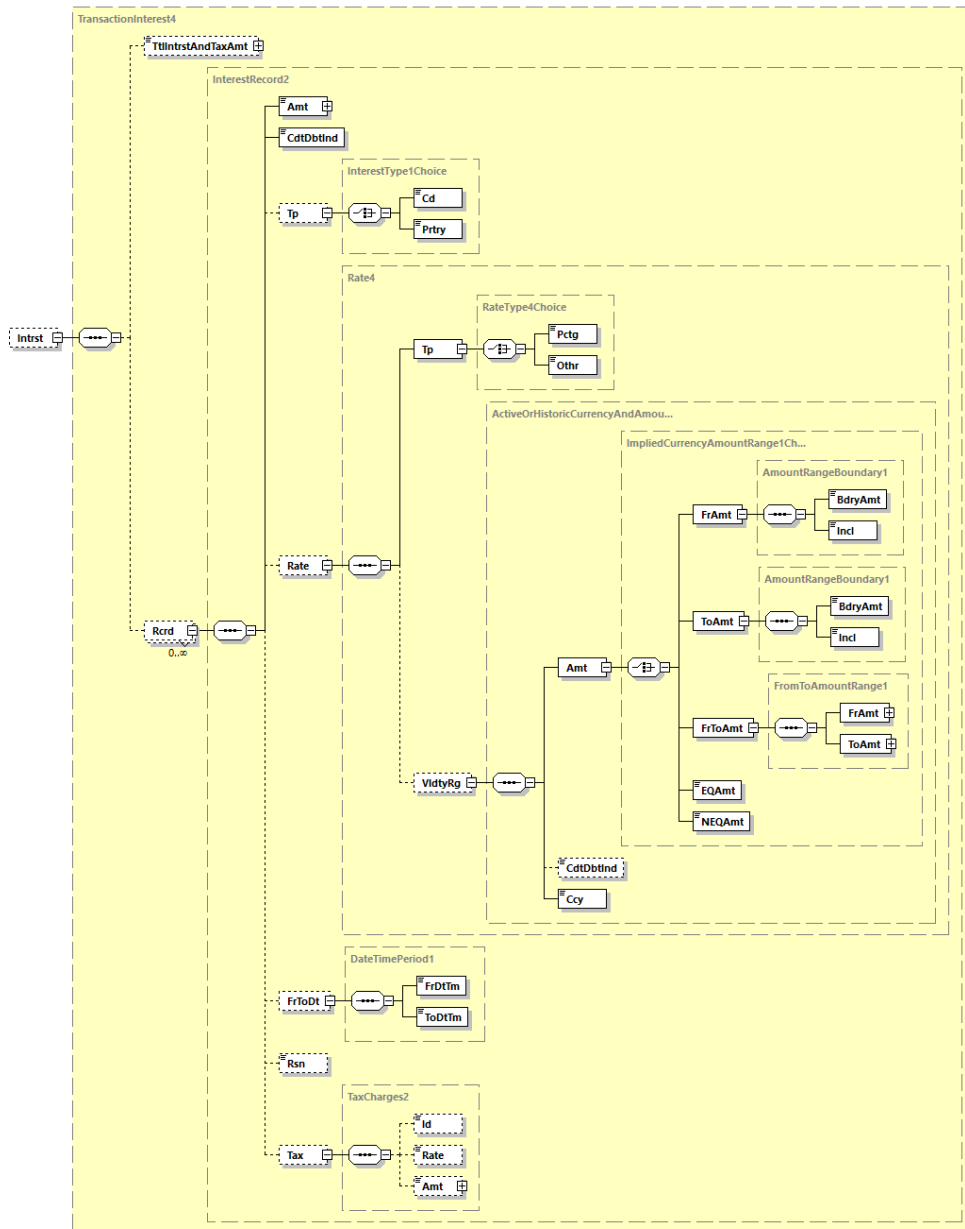 TransactionInterest4
TtlIntrstAndTaxAmt
InterestRecord2
Amt
CdtDbtInd
InterestType1Choice
Cd
Tp
Prtry
Rate4
RateType4Choice
Pctg
Intrst
Tp
Othr
ActiveOrHistoricCurrencyAndAmou...
ImpliedCurrencyAmountRange1Ch...
AmountRangeBoundary1
BdryAmt
FrAmt
Incl
Rate
AmountRangeBoundary1
BdryAmt
ToAmt
Incl
Rcrd
0..∞
Amt
FromToAmountRange1
FrAmt
FrToAmt
ToAmt
VldtyRg
EQAmt
NEQAmt
CdtDbtInd
Ccy
DateTimePeriod1
FrDtTm
FrToDt
ToDtTm
Rsn
TaxCharges2
Id
Tax
Rate
Amt